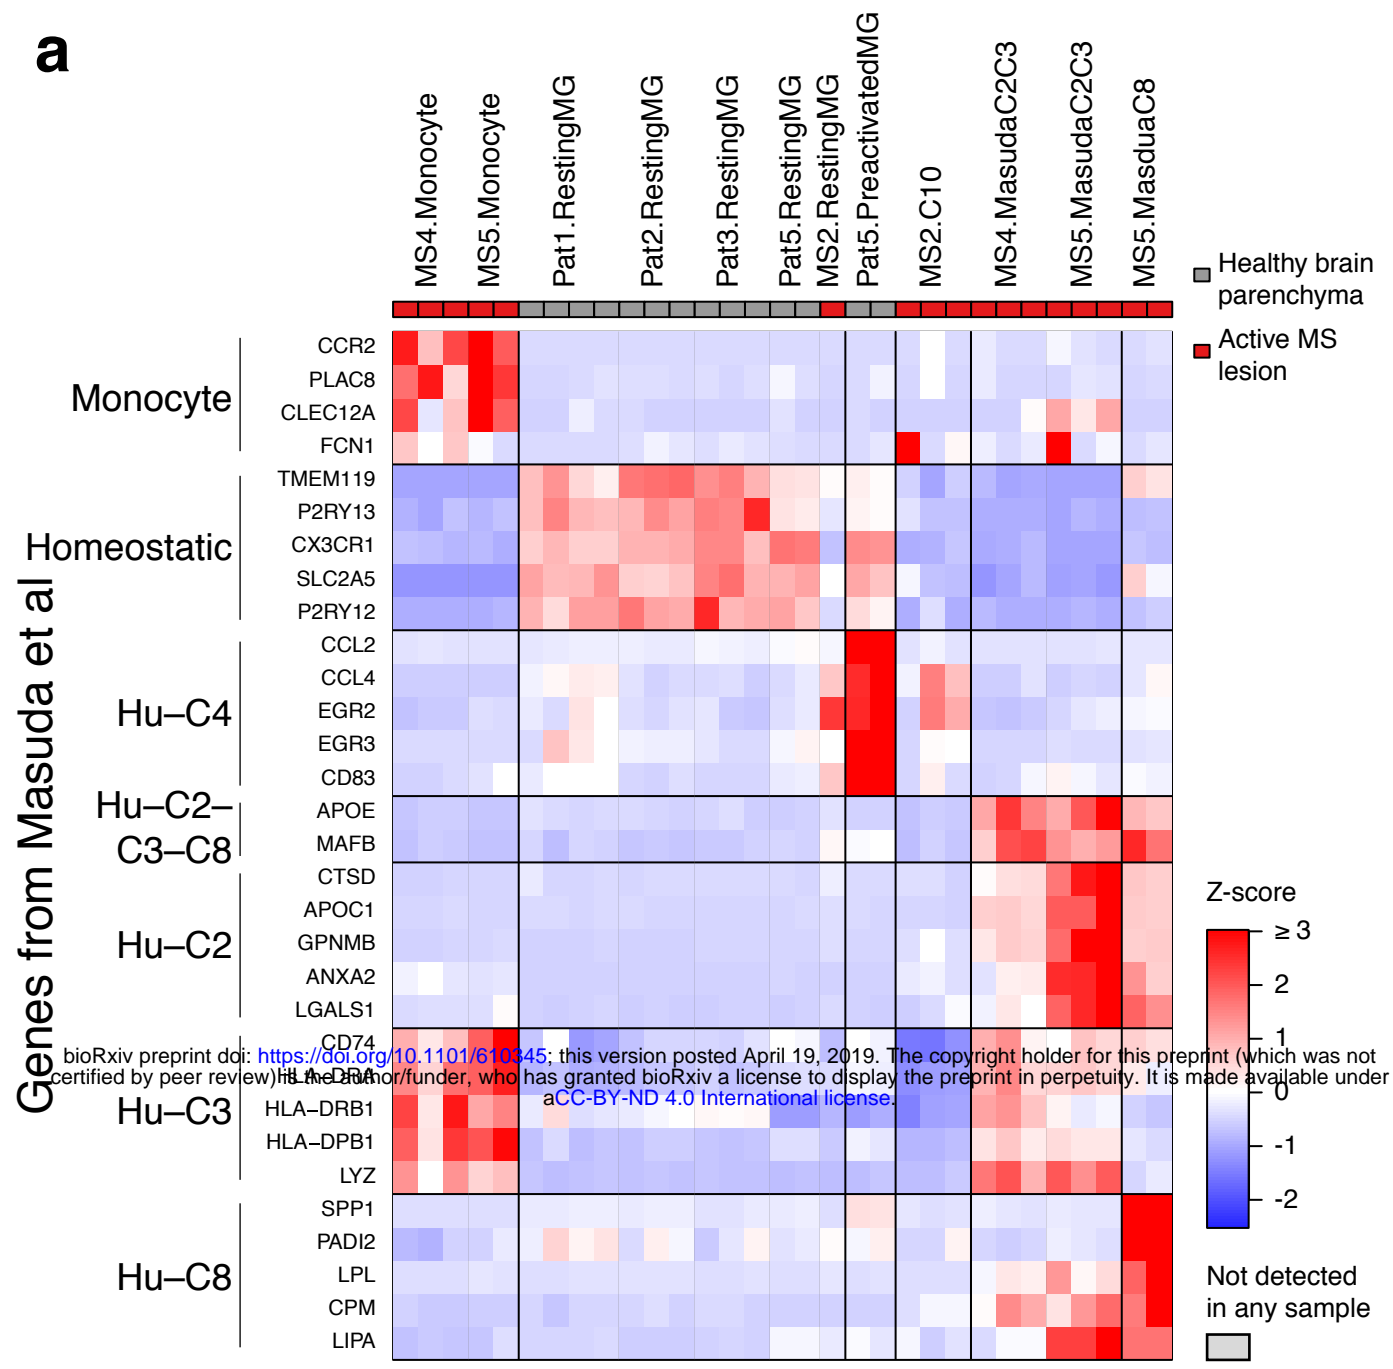 a
MS4.Monocyte
MS5.Monocyte
Pat1.RestingMG
Pat2.RestingMG
Pat3.RestingMG
Pat5.RestingMG
MS2.RestingMG
Pat5.PreactivatedMG
MS2.C10
MS4.MasudaC2C3
MS5.MasudaC2C3
MS5.MasduaC8
Healthy brain
parenchyma
Active MS
lesion
Genes from Masuda et al
Monocyte
CCR2
PLAC8
CLEC12A
FCN1
Homeostatic
TMEM119
P2RY13
CX3CR1
SLC2A5
P2RY12
Hu–C4
CCL2
CCL4
EGR2
EGR3
CD83
Hu–C2–
C3–C8
APOE
MAFB
Hu–C2
CTSD
APOC1
GPNMB
ANXA2
LGALS1
Hu–C3
CD74
HLA–DRA
HLA–DRB1
HLA–DPB1
LYZ
Hu–C8
SPP1
PADI2
LPL
CPM
LIPA
Z-score
≥ 3
2
1
0
-1
-2
Not detected
in any sample
bioRxiv preprint doi: https://doi.org/10.1101/610345; this version posted April 19, 2019. The copyright holder for this preprint (which was not
certified by peer review) is the author/funder, who has granted bioRxiv a license to display the preprint in perpetuity. It is made available under
aCC-BY-ND 4.0 International license.